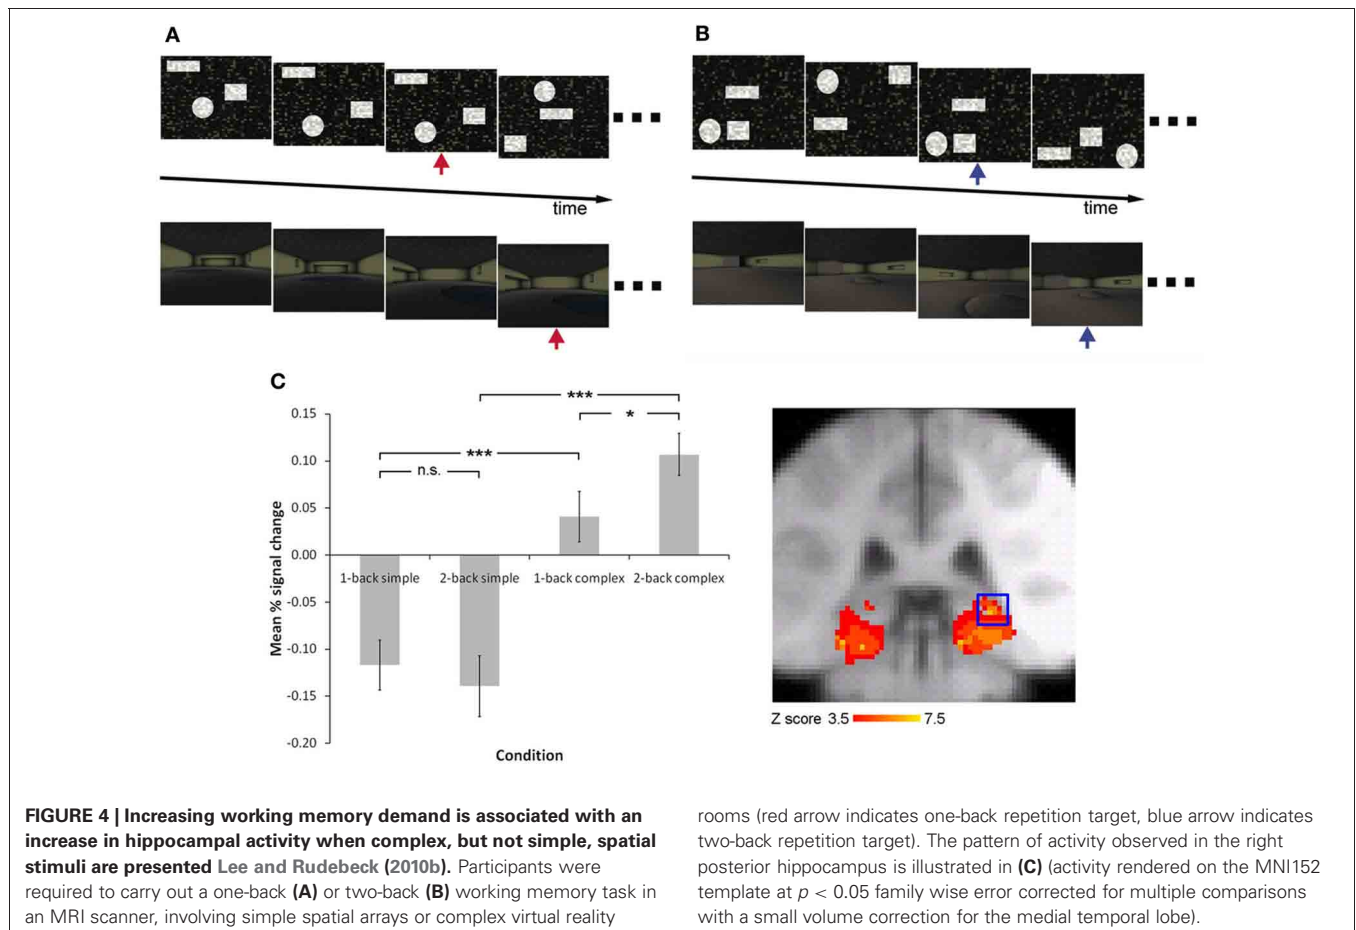 A
B
time
time
C
***
*
***
n.s.
0.15
0.10
0.05
0.00
-0.05
-0.10
-0.15
-0.20
Mean % signal change
1-back simple
2-back simple
1-back complex
2-back complex
Condition
Z score 3.5 7.5
FIGURE 4 | Increasing working memory demand is associated with an
increase in hippocampal activity when complex, but not simple, spatial
stimuli are presented Lee and Rudebeck (2010b). Participants were
required to carry out a one-back (A) or two-back (B) working memory task in
an MRI scanner, involving simple spatial arrays or complex virtual reality
rooms (red arrow indicates one-back repetition target, blue arrow indicates
two-back repetition target). The pattern of activity observed in the right
posterior hippocampus is illustrated in (C) (activity rendered on the MNI152
template at p < 0.05 family wise error corrected for multiple comparisons
with a small volume correction for the medial temporal lobe).